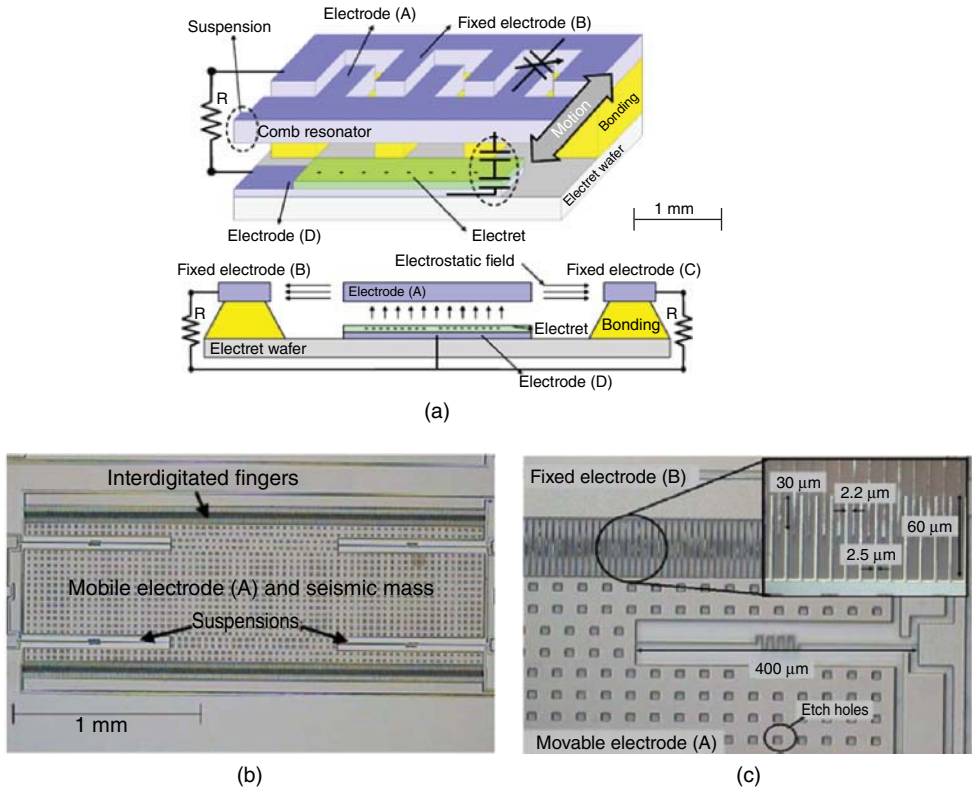 Electrode (A)
Fixed electrode (B)
Suspension
R
Comb resonator
Motion
Bonding
Electret wafer
1 mm
Electrode (D)
Electret
Electrostatic field
Fixed electrode (B)
Fixed electrode (C)
Electrode (A)
R
Electret
Bonding
R
Electret wafer
Electrode (D)
(a)
Interdigitated fingers
Mobile electrode (A) and seismic mass
Suspensions
1 mm
(b)
Fixed electrode (B)
30 μm
2.2 μm
60 μm
2.5 μm
400 μm
Etch holes
Movable electrode (A)
(c)